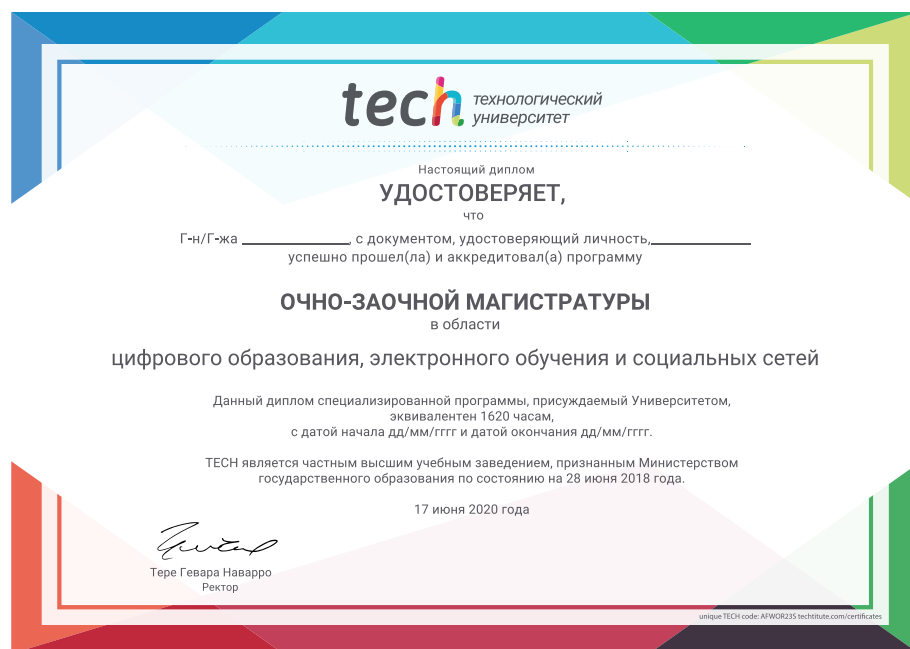 tech технологический
университет
Настоящий диплом
УДОСТОВЕРЯЕТ,
что
Г-н/Г-жа ______________, с документом, удостоверяющий личность,_____________
успешно прошел(ла) и аккредитовал(а) программу
ОЧНО-ЗАОЧНОЙ МАГИСТРАТУРЫ
в области
цифрового образования, электронного обучения и социальных сетей
Данный диплом специализированной программы, присуждаемый Университетом,
эквивалентен 1620 часам,
с датой начала дд/мм/гггг и датой окончания дд/мм/гггг.
TECH является частным высшим учебным заведением, признанным Министерством
государственного образования по состоянию на 28 июня 2018 года.
17 июня 2020 года
Тере Гевара Наварро
Ректор
unique TECH code: AFWOR23S techtitute.com/certificates